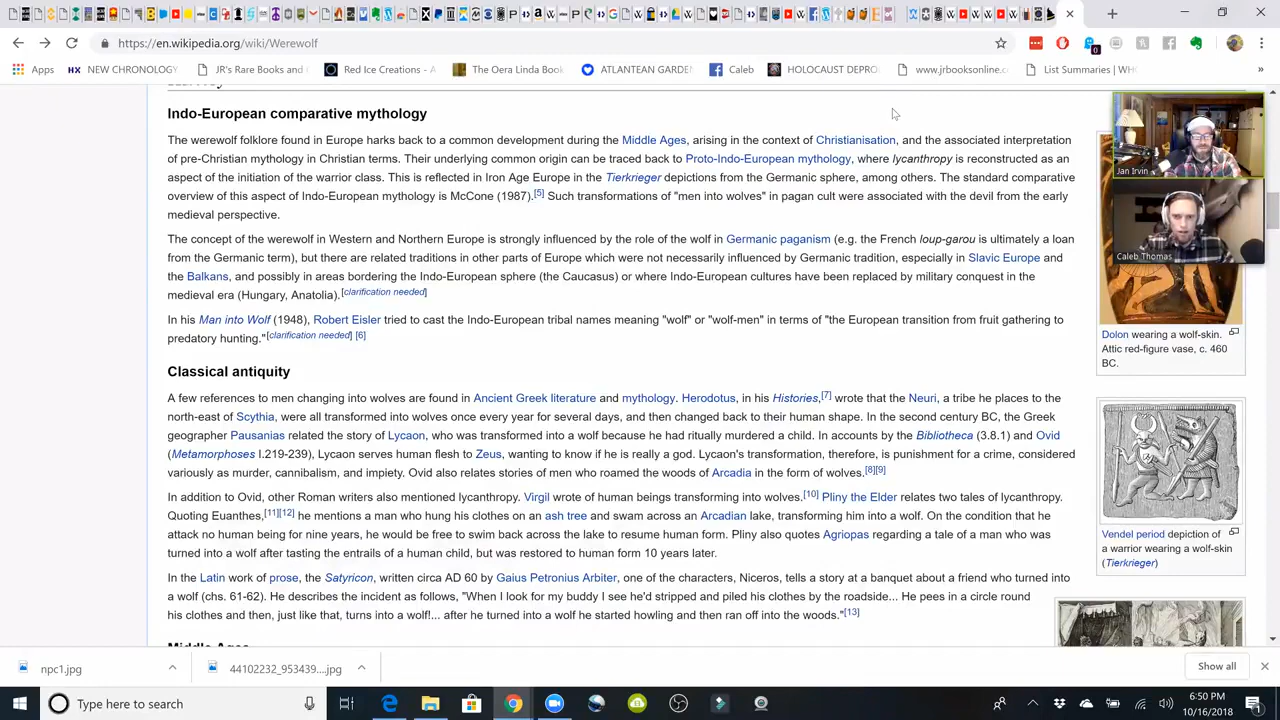 https://en.wikipedia.org/wiki/Werewolf
0
Apps
NEW CHRONOLOGY
JR's Rare Books and
Red Ice Creations - A
The Oera Linda Book
ATLANTEAN GARDE
Caleb
HOLOCAUST DEPRO
www.jrbooksonline.c
List Summaries | WH
»
Indo-European comparative mythology
The werewolf folklore found in Europe harks back to a common development during the Middle Ages, arising in the context of Christianisation, and the associated interpretation
of pre-Christian mythology in Christian terms. Their underlying common origin can be traced back to Proto-Indo-European mythology, where lycanthropy is reconstructed as an
aspect of the initiation of the warrior class. This is reflected in Iron Age Europe in the Tierkrieger depictions from the Germanic sphere, among others. The standard comparative
overview of this aspect of Indo-European mythology is McCone (1987).[5] Such transformations of "men into wolves" in pagan cult were associated with the devil from the early
medieval perspective.
The concept of the werewolf in Western and Northern Europe is strongly influenced by the role of the wolf in Germanic paganism (e.g. the French loup-garou is ultimately a loan
from the Germanic term), but there are related traditions in other parts of Europe which were not necessarily influenced by Germanic tradition, especially in Slavic Europe and
the Balkans, and possibly in areas bordering the Indo-European sphere (the Caucasus) or where Indo-European cultures have been replaced by military conquest in the
medieval era (Hungary, Anatolia).[clarification needed]
In his Man into Wolf (1948), Robert Eisler tried to cast the Indo-European tribal names meaning "wolf" or "wolf-men" in terms of "the European transition from fruit gathering to
predatory hunting."[clarification needed] [6]
Classical antiquity
A few references to men changing into wolves are found in Ancient Greek literature and mythology. Herodotus, in his Histories,[7] wrote that the Neuri, a tribe he places to the
north-east of Scythia, were all transformed into wolves once every year for several days, and then changed back to their human shape. In the second century BC, the Greek
geographer Pausanias related the story of Lycaon, who was transformed into a wolf because he had ritually murdered a child. In accounts by the Bibliotheca (3.8.1) and Ovid
(Metamorphoses I.219-239), Lycaon serves human flesh to Zeus, wanting to know if he is really a god. Lycaon's transformation, therefore, is punishment for a crime, considered
variously as murder, cannibalism, and impiety. Ovid also relates stories of men who roamed the woods of Arcadia in the form of wolves.[8][9]
In addition to Ovid, other Roman writers also mentioned lycanthropy. Virgil wrote of human beings transforming into wolves.[10] Pliny the Elder relates two tales of lycanthropy.
Quoting Euanthes,[11][12] he mentions a man who hung his clothes on an ash tree and swam across an Arcadian lake, transforming him into a wolf. On the condition that he
attack no human being for nine years, he would be free to swim back across the lake to resume human form. Pliny also quotes Agriopas regarding a tale of a man who was
turned into a wolf after tasting the entrails of a human child, but was restored to human form 10 years later.
In the Latin work of prose, the Satyricon, written circa AD 60 by Gaius Petronius Arbiter, one of the characters, Niceros, tells a story at a banquet about a friend who turned into
a wolf (chs. 61-62). He describes the incident as follows, "When I look for my buddy I see he'd stripped and piled his clothes by the roadside... He pees in a circle round
his clothes and then, just like that, turns into a wolf!... after he turned into a wolf he started howling and then ran off into the woods."[13]
Jan Irvin
Caleb Thomas
Dolon wearing a wolf-skin.
Attic red-figure vase, c. 460
BC.
Vendel period depiction of
a warrior wearing a wolf-skin
(Tierkrieger)
npc1.jpg
44102232_953439....jpg
Show all
Type here to search
6:50 PM
10/16/2018